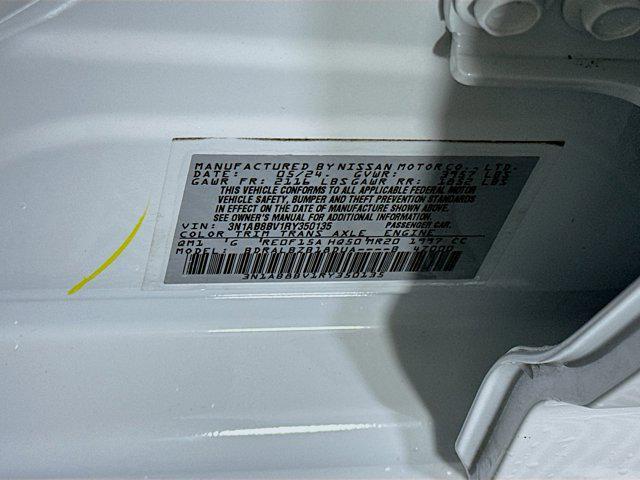 MANUFACTURED BY NISSAN MOTOR CO., LTD.
DATE: 05/24 GVWR: 3967 LBS
GAWR FR: 2116 LBS GAWR RR: LBS
THIS VEHICLE CONFORMS TO ALL APPLICABLE FEDERAL MOTOR
VEHICLE SAFETY, BUMPER AND THEFT PREVENTION STANDARDS
IN EFFECT ON THE DATE OF MANUFACTURE SHOWN ABOVE.
SEE OWNER'S MANUAL FOR ADDITIONAL INFORMATION.
VIN: 3N1AB8BV1RY350135 PASSENGER CAR.
COLOR TRIM TRANS AXLE ENGINE
QM1 G RE0F15A HQ50 MR20 1997 CC
MODEL:
3N1AB8BV1RY350135